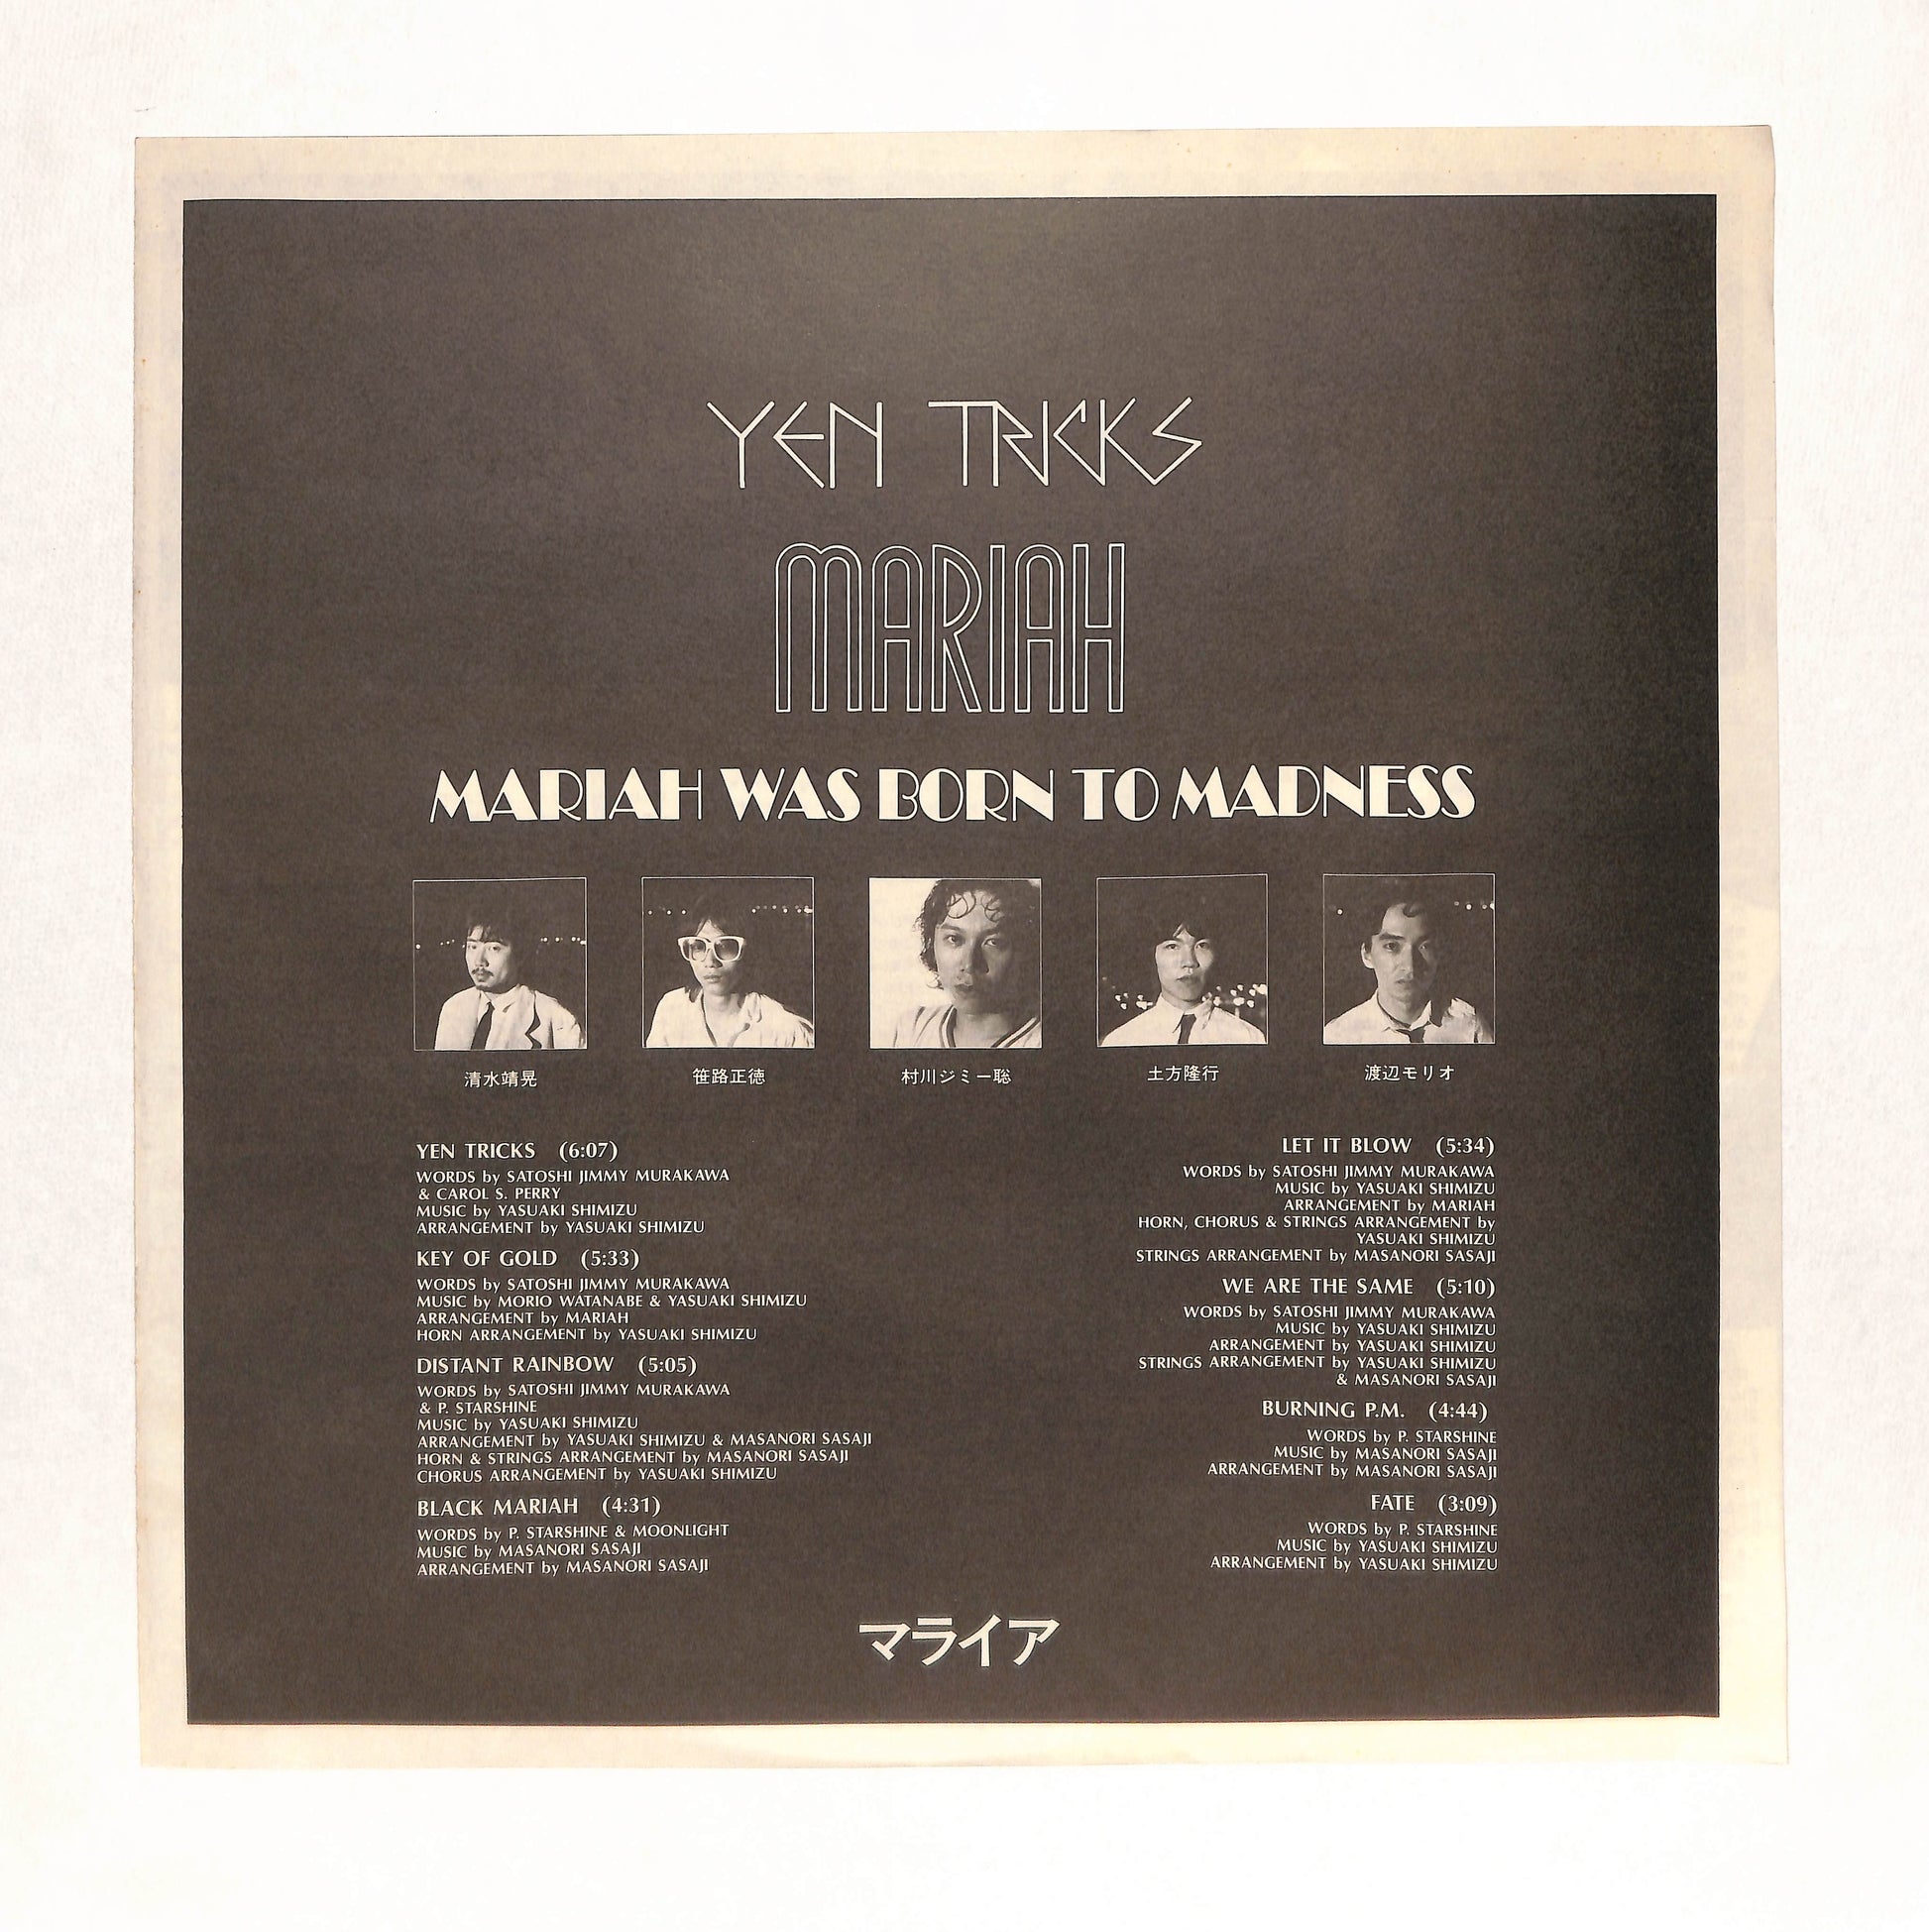 YEN TRICKS
MARIAH
MARIAH WAS BORN TO MADNESS
清水靖晃
笹路正徳
村川ジミー聡
土方隆行
渡辺モリオ
YEN TRICKS (6:07)
WORDS by SATOSHI JIMMY MURAKAWA
& CAROL S. PERRY
MUSIC by YASUAKI SHIMIZU
ARRANGEMENT by YASUAKI SHIMIZU
KEY OF GOLD (5:33)
WORDS by SATOSHI JIMMY MURAKAWA
MUSIC by MORIO WATANABE & YASUAKI SHIMIZU
ARRANGEMENT by MARIAH
HORN ARRANGEMENT by YASUAKI SHIMIZU
DISTANT RAINBOW (5:05)
WORDS by SATOSHI JIMMY MURAKAWA
& P. STARSHINE
MUSIC by YASUAKI SHIMIZU
ARRANGEMENT by YASUAKI SHIMIZU & MASANORI SASAJI
HORN & STRINGS ARRANGEMENT by MASANORI SASAJI
CHORUS ARRANGEMENT by YASUAKI SHIMIZU
BLACK MARIAH (4:31)
WORDS by P. STARSHINE & MOONLIGHT
MUSIC by MASANORI SASAJI
ARRANGEMENT by MASANORI SASAJI
LET IT BLOW (5:34)
WORDS by SATOSHI JIMMY MURAKAWA
MUSIC by YASUAKI SHIMIZU
ARRANGEMENT by MARIAH
HORN, CHORUS & STRINGS ARRANGEMENT by
YASUAKI SHIMIZU
STRINGS ARRANGEMENT by MASANORI SASAJI
WE ARE THE SAME (5:10)
WORDS by SATOSHI JIMMY MURAKAWA
MUSIC by YASUAKI SHIMIZU
ARRANGEMENT by YASUAKI SHIMIZU
STRINGS ARRANGEMENT by YASUAKI SHIMIZU
& MASANORI SASAJI
BURNING P.M. (4:44)
WORDS by P. STARSHINE
MUSIC by MASANORI SASAJI
ARRANGEMENT by MASANORI SASAJI
FATE (3:09)
WORDS by P. STARSHINE
MUSIC by YASUAKI SHIMIZU
ARRANGEMENT by YASUAKI SHIMIZU
マライア